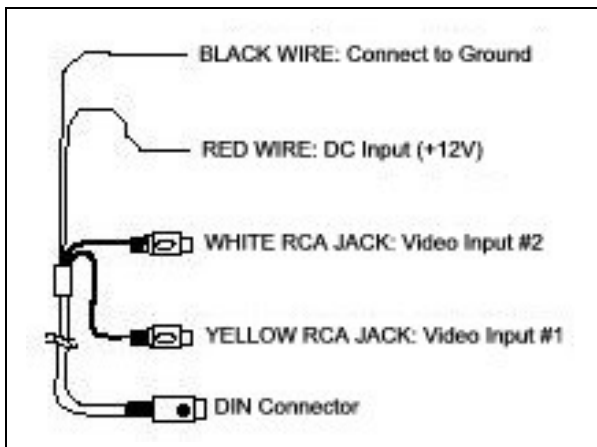 BLACK WIRE: Connect to Ground
RED WIRE: DC Input (+12V)
WHITE RCA JACK: Video Input #2
YELLOW RCA JACK: Video Input #1
DIN Connector